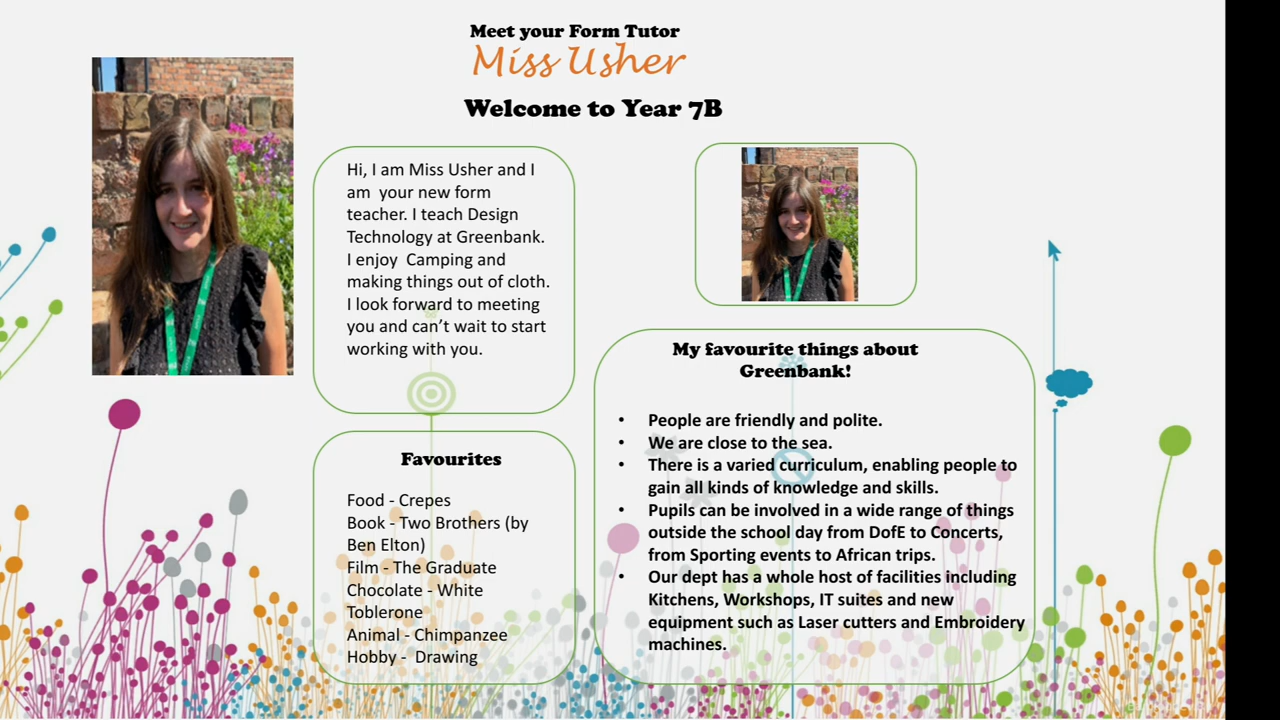 Meet your Form Tutor
Miss Usher
Welcome to Year 7B
Hi, I am Miss Usher and I
am  your new form
teacher. I teach Design
Technology at Greenbank.
I enjoy  Camping and
making things out of cloth.
I look forward to meeting
you and can’t wait to start
working with you.
Favourites
Food - Crepes
Book - Two Brothers (by
Ben Elton)
Film - The Graduate
Chocolate - White
Toblerone
Animal - Chimpanzee
Hobby -  Drawing
My favourite things about
Greenbank!
• People are friendly and polite.
• We are close to the sea.
• There is a varied curriculum, enabling people to
gain all kinds of knowledge and skills.
• Pupils can be involved in a wide range of things
outside the school day from DofE to Concerts,
from Sporting events to African trips.
• Our dept has a whole host of facilities including
Kitchens, Workshops, IT suites and new
equipment such as Laser cutters and Embroidery
machines.